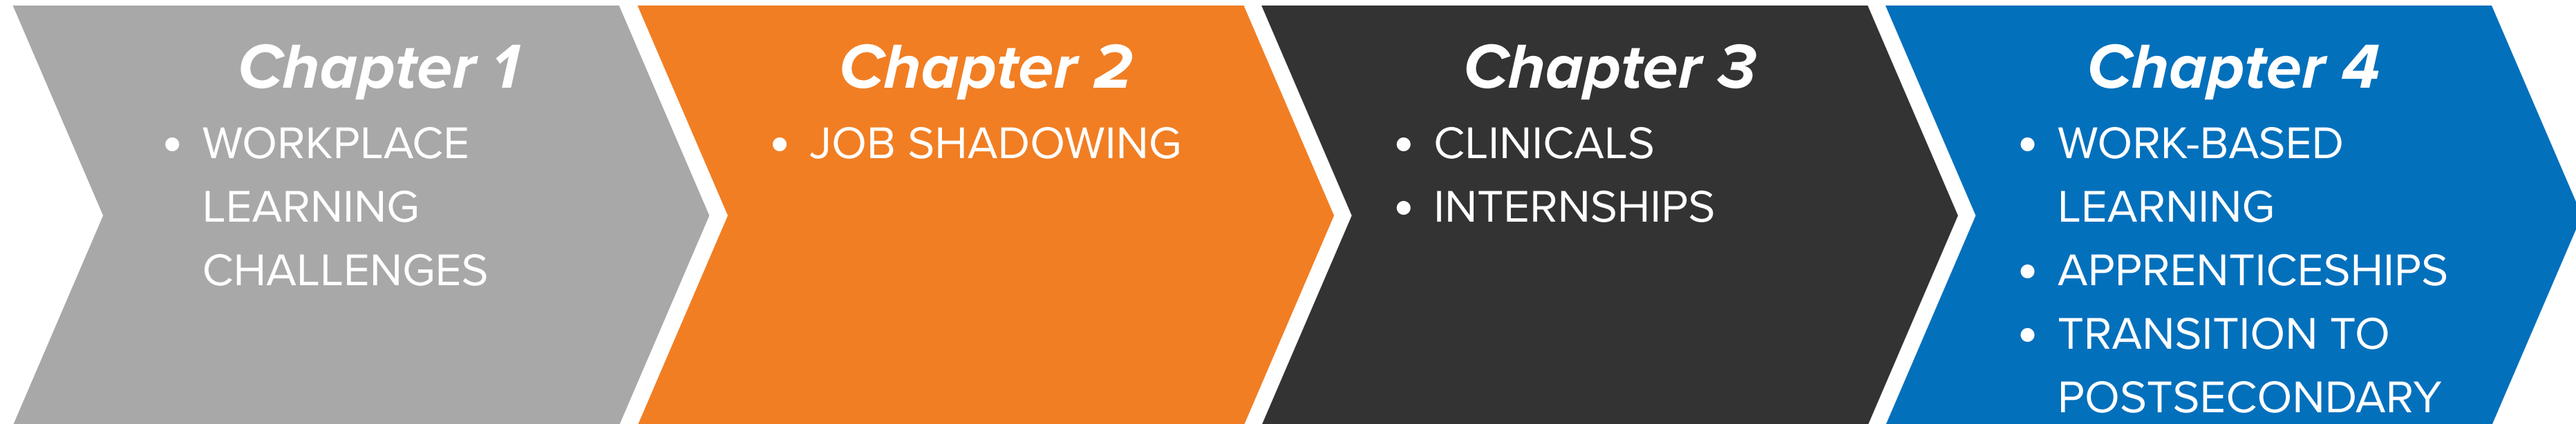 Chapter 1
• WORKPLACE
LEARNING
CHALLENGES
Chapter 2
• JOB SHADOWING
Chapter 3
• CLINICALS
• INTERNSHIPS
Chapter 4
• WORK-BASED
LEARNING
• APPRENTICESHIPS
• TRANSITION TO
POSTSECONDARY